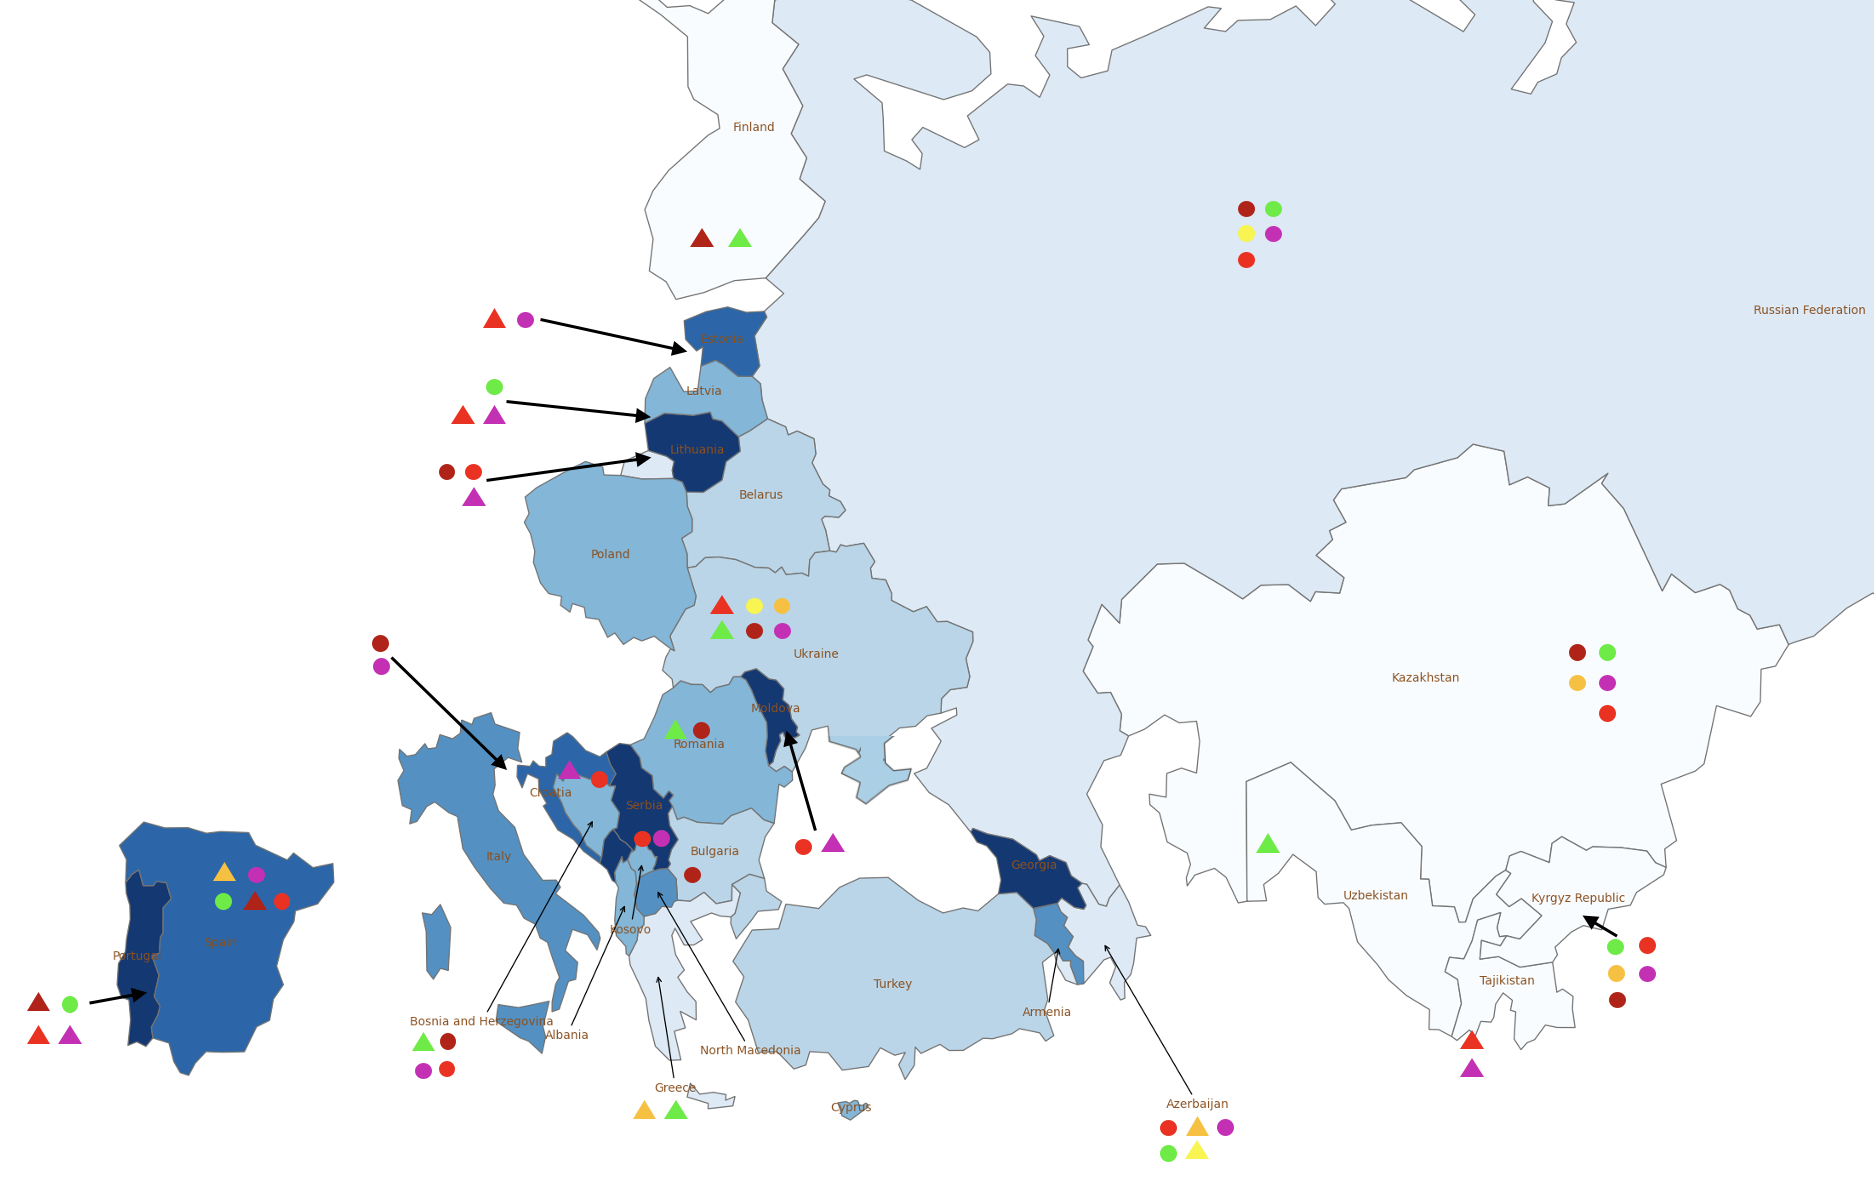 Finland
Russian Federation
Estonia
Latvia
Lithuania
Belarus
Poland
Ukraine
Kazakhstan
Moldova
Romania
Croatia
Serbia
Bulgaria
Italy
Georgia
Uzbekistan
Kyrgyz Republic
Kosovo
Spain
Portugal
Turkey
Tajikistan
Armenia
Bosnia and Herzegovina
Albania
North Macedonia
Greece
Cyprus
Azerbaijan